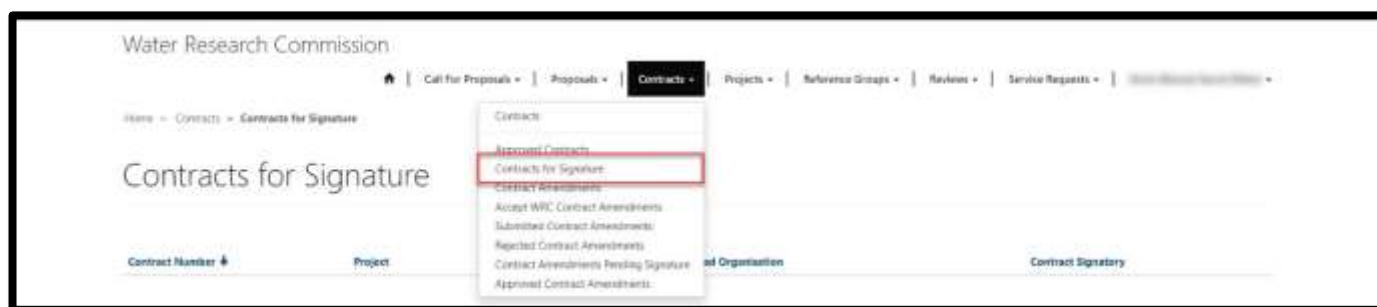 Water Research Commission
Call for Proposals | Proposals | Contracts | Projects | Reference Groups | Reviews | Service Requests |
Home Contracts Contracts for Signature
Contracts
Approved Contracts
Contracts for Signature
Contracts for Signature
Contract Amendments
Accept WRC Contract Amendments
Submitted Contract Amendments
Rejected Contract Amendments
Contract Amendments Pending Signature
Approved Contract Amendments
Contract Number Project ad Organisation Contract Signatory